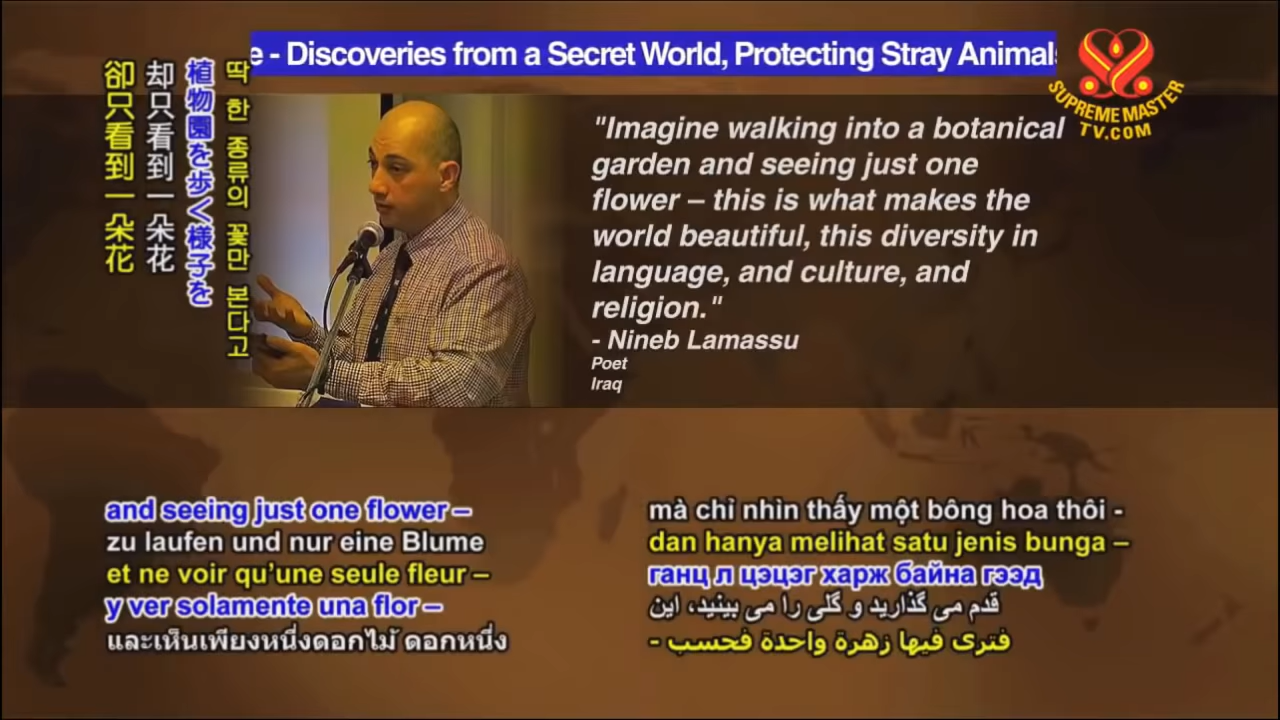 e - Discoveries from a Secret World, Protecting Stray Animals
SUPREME MASTER
TV.COM
卻只看到一朵花
却只看到一朵花
植物園を歩く様子を
딱 한 종류의 꽃만 본다고
"Imagine walking into a botanical
garden and seeing just one
flower – this is what makes the
world beautiful, this diversity in
language, and culture, and
religion."
- Nineb Lamassu
Poet
Iraq
and seeing just one flower –
zu laufen und nur eine Blume
et ne voir qu’une seule fleur –
y ver solamente una flor –
และเห็นเพียงหนึ่งดอกไม้ ดอกหนึ่ง
mà chỉ nhìn thấy một bông hoa thôi -
dan hanya melihat satu jenis bunga –
ганц л цэцэг харж байна гээд
قدم می گذارید و گلی را می بینید، این
فترى فيها زهرة واحدة فحسب -